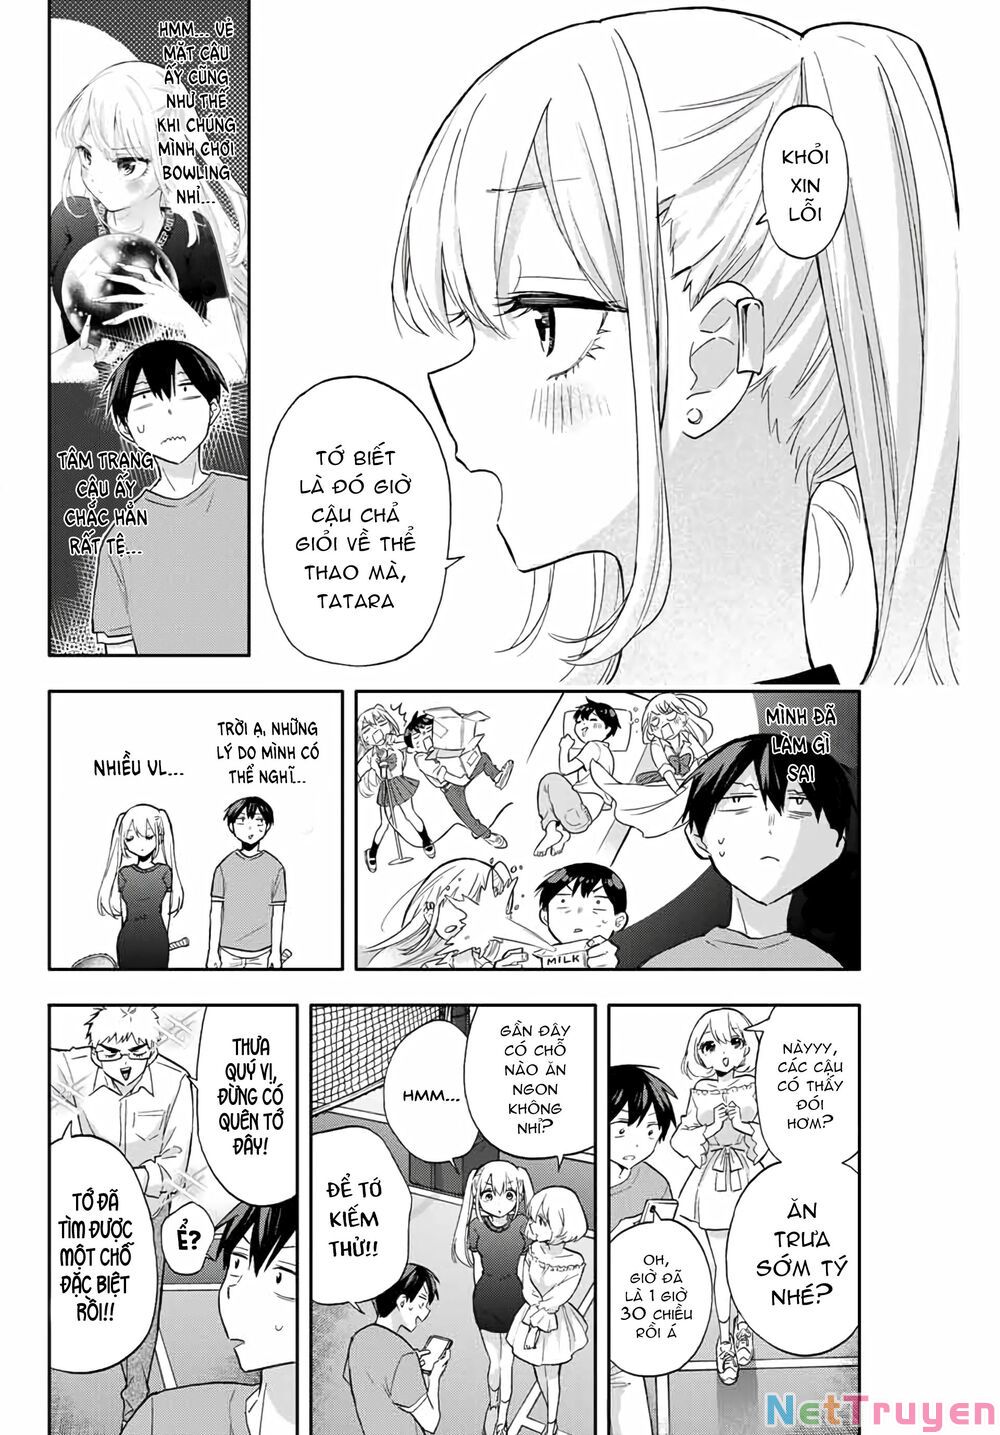 KHỎI
XIN
LỖI
TỚ BIẾT
LÀ ĐÓ GIỜ
CẬU CHẢ
GIỎI VỀ THỂ
THAO MÀ,
TATARA
HMM... VẺ
MẶT CẬU
ẤY CŨNG
NHƯ THẾ
KHI CHÚNG
MÌNH CHƠI
BOWLING
NHỈ...
KEEP OUT
TÂM TRẠNG
CẬU ẤY
CHẮC HẲN
RẤT TỆ...
MÌNH ĐÃ
LÀM GÌ
SAI
MILK
TRỜI Ạ, NHỮNG
LÝ DO MÌNH CÓ
THỂ NGHĨ...
NHIỀU VL...
NÀYYY,
CÁC CẬU
CÓ THẤY
ĐÓI
HƠM?
ĂN
TRƯA
SỚM TÝ
NHÉ?
OH,
GIỜ ĐÃ
LÀ 1 GIỜ
30 CHIỀU
RỒI Á
GẦN ĐÂY
CÓ CHỖ
NÀO ĂN
NGON
KHÔNG
NHỈ?
HMM...
ĐỂ TỚ
KIẾM
THỬ!!
THƯA
QUÝ VỊ,
ĐỪNG CÓ
QUÊN TỚ
ĐÂY!
Ể?
TỚ ĐÃ
TÌM ĐƯỢC
MỘT CHỖ
ĐẶC BIỆT
RỒI!!
NetTruyen